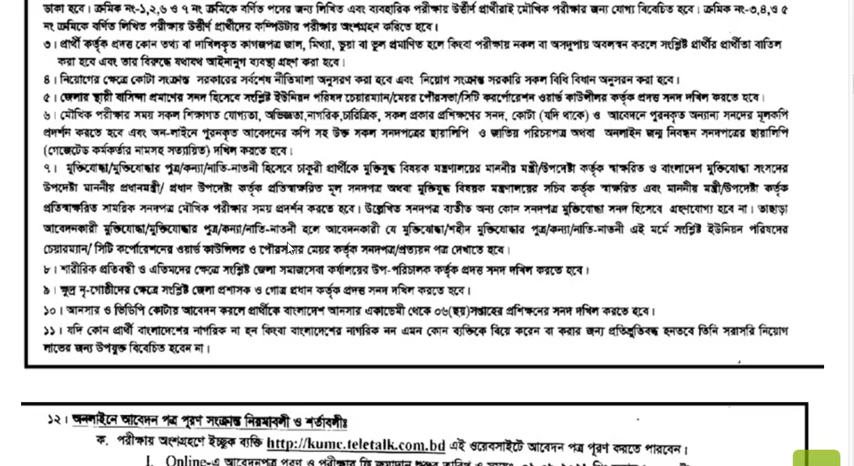 ডাকা হবে। ক্রমিক নং-১,২,৬ ও ৭ নং ক্রমিকে বর্ণিত পদের জন্য লিখিত এবং ব্যবহারিক পরীক্ষায় উর্ত্তীর্ণ প্রার্থীরাই মৌখিক পরীক্ষার জন্য যোগ্য বিবেচিত হবে। ক্রমিক নং-৩,৪,ও ৫
নং ক্রমিকে বর্ণিত লিখিত পরীক্ষায় উর্ত্তীর্ণ প্রার্থীদের কম্পিউটার পরীক্ষায় অংশগ্রহন করিতে হবে।
৩। প্রার্থী কর্তৃক প্রদত্ত কোন তথ্য বা দাখিলকৃত কাগজপত্র জাল, মিথ্যা, ভুয়া বা ভুল প্রমাণিত হলে কিংবা পরীক্ষায় নকল বা অসদুপায় অবলম্বন করলে সংশ্লিষ্ট প্রার্থীর প্রার্থীতা বাতিল
করা হবে এবং তার বিরুদ্ধে যথাযথ আইনানুগ ব্যবস্থা গ্রহণ করা হবে।
৪। নিয়োগের ক্ষেত্রে কোটা সংক্রান্ত সরকারের সর্বশেষ নীতিমালা অনুসরণ করা হবে এবং নিয়োগ সংক্রান্ত সরকারি সকল বিধি বিধান অনুসরন করা হবে।
৫। জেলার স্থায়ী বাসিন্দা প্রমাণের সনদ হিসেবে সংশ্লিষ্ট ইউনিয়ন পরিষদ চেয়ারম্যান/মেয়র পৌরসভা/সিটি করর্পোরেশন ওয়ার্ড কাউন্সীলর কর্তৃক প্রদত্ত সনদ দাখিল করতে হবে।
৬। মৌখিক পরীক্ষার সময় সকল শিক্ষাগত যোগ্যতা, অভিজ্ঞতা,নাগরিক,চারিত্রিক, সকল প্রকার প্রশিক্ষণের সনদ, কোটা (যদি থাকে) ও আবেদনে পুরনকৃত অন্যান্য সনদের মূলকপি
প্রদর্শন করতে হবে এবং অন-লাইনে পুরনকৃত আবেদনের কপি সহ উক্ত সকল সনদপত্রের ছায়ালিপি ও জাতীয় পরিচয়পত্র অথবা অনলাইন জন্ম নিবন্ধন সনদপত্রের ছায়ালিপি
(গেজেটেড কর্মকর্তার নামসহ সত্যায়িত) দাখিল করতে হবে।
৭। মুক্তিযোদ্ধা/মুক্তিযোদ্ধার পুত্র/কন্যা/নাতি-নাতনী হিসেবে চাকুরী প্রার্থীকে মুক্তিযুদ্ধ বিষয়ক মন্ত্রণালয়ের মাননীয় মন্ত্রী/উপদেষ্টা কর্তৃক স্বাক্ষরিত ও বাংলাদেশ মুক্তিযোদ্ধা সংসদের
উপদেষ্টা মাননীয় প্রধানমন্ত্রী/ প্রধান উপদেষ্টা কর্তৃক প্রতিস্বাক্ষরিত মূল সনদপত্র অথবা মুক্তিযুদ্ধ বিষয়ক মন্ত্রণালয়ের সচিব কর্তৃক স্বাক্ষরিত এবং মাননীয় মন্ত্রী/উপদেষ্টা কর্তৃক
প্রতিস্বাক্ষরিত সাময়িক সনদপত্র মৌখিক পরীক্ষার সময় প্রদর্শন করতে হবে। উল্লেখিত সনদপত্র ব্যতীত অন্য কোন সনদপত্র মুক্তিযোদ্ধা সনদ হিসেবে গ্রহণযোগ্য হবে না। তাছাড়া
আবেদনকারী মুক্তিযোদ্ধা/মুক্তিযোদ্ধার পুত্র/কন্যা/নাতি-নাতনী হলে আবেদনকারী যে মুক্তিযোদ্ধা/শহীদ মুক্তিযোদ্ধার পুত্র/কন্যা/নাতি-নাতনী এই মর্মে সংশ্লিষ্ট ইউনিয়ন পরিষদের
চেয়ারম্যান/ সিটি কর্পোরেশনের ওয়ার্ড কাউন্সিলর ও পৌরসভার মেয়র কর্তৃক সনদপত্র/প্রত্যয়ন পত্র দেখাতে হবে।
৮। শারীরিক প্রতিবন্ধী ও এতিমদের ক্ষেত্রে সংশ্লিষ্ট জেলা সমাজসেবা কার্যালয়ের উপ-পরিচালক কর্তৃক প্রদত্ত সনদ দাখিল করতে হবে।
৯। ক্ষুদ্র নৃ-গোষ্ঠীদের ক্ষেত্রে সংশ্লিষ্ট জেলা প্রশাসক ও গোত্র প্রধান কর্তৃক প্রদত্ত সনদ দাখিল করতে হবে।
১০। আনসার ও ভিডিপি কোটায় আবেদন করলে প্রার্থীকে বাংলাদেশ আনসার একাডেমী থেকে ০৬(ছয়)সপ্তাহের প্রশিক্ষনের সনদ দাখিল করতে হবে।
১১। যদি কোন প্রার্থী বাংলাদেশের নাগরিক না হন কিংবা বাংলাদেশের নাগরিক নন এমন কোন ব্যক্তিকে বিয়ে করেন বা করার জন্য প্রতিশ্রুতিবদ্ধ হনতবে তিনি সরাসরি নিয়োগ
লাভের জন্য উপযুক্ত বিবেচিত হবেন না।
১২। অনলাইনে আবেদন পত্র পুরণ সংক্রান্ত নিয়মাবলী ও শর্তাবলীঃ
ক. পরীক্ষায় অংশগ্রহণে ইচ্ছুক ব্যক্তি http://kumc.teletalk.com.bd এই ওয়েবসাইটে আবেদন পত্র পূরণ করতে পারবেন।
I. Online-এ আবেদনপত্র পূরণ ও পরীক্ষার ফি জমাদান শুরুর তারিখ ও সময়ঃ